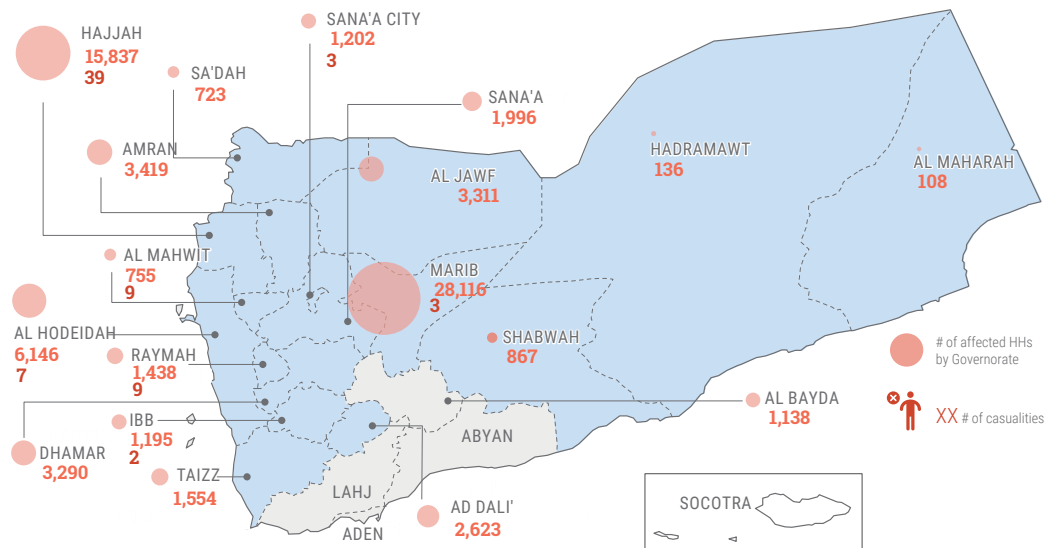 HAJJAH
15,837
39
SANA'A CITY
1,202
3
SA'DAH
723
SANA'A
1,996
AMRAN
3,419
AL JAWF
3,311
HADRAMAWT
136
AL MAHARAH
108
AL MAHWIT
755
9
MARIB
28,116
3
AL HODEIDAH
6,146
7
RAYMAH
1,438
9
SHABWAH
867
# of affected HHs
by Governorate
XX # of casualities
IBB
1,195
2
AL BAYDA
1,138
DHAMAR
3,290
ABYAN
TAIZZ
1,554
LAHJ
ADEN
AD DALI'
2,623
SOCOTRA